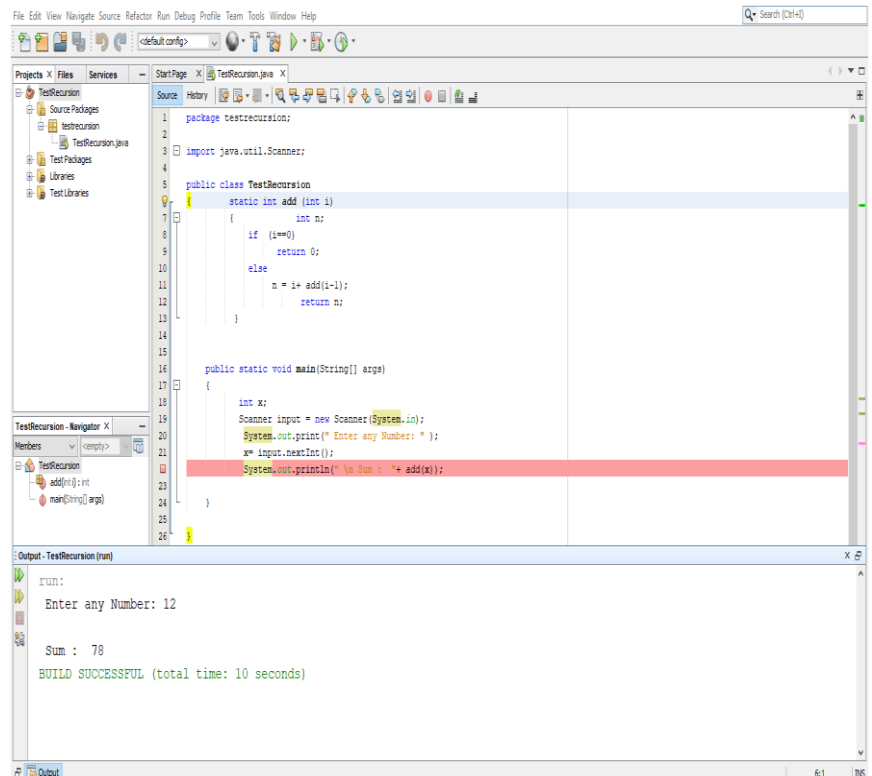 File Edit View Navigate Source Refactor Run Debug Profile Team Tools Window Help
Search (Ctrl+I)
<default config>
Projects X Files Services
Start Page X TestRecursion.java X
TestRecursion
Source Packages
testrecursion
TestRecursion.java
Test Packages
Libraries
Test Libraries
Source History
1 package testrecursion;
2
3 import java.util.Scanner;
4
5 public class TestRecursion
{ static int add (int i)
7 { int n;
8 if (i==0)
9 return 0;
10 else
11 n = i+ add(i-1);
12 return n;
13 }
14
15
16 public static void main(String[] args)
17 {
18 int x;
19 Scanner input = new Scanner(System.in);
20 System.out.print(" Enter any Number: " );
21 x= input.nextInt();
System.out.println(" \n Sum :  "+ add(x));
23
24 }
25
26 }
TestRecursion - Navigator X
Members <empty>
TestRecursion
add(int i) : int
main(String[] args)
Output - TestRecursion (run)
run:
Enter any Number: 12
Sum : 78
BUILD SUCCESSFUL (total time: 10 seconds)
Output
6:1 INS